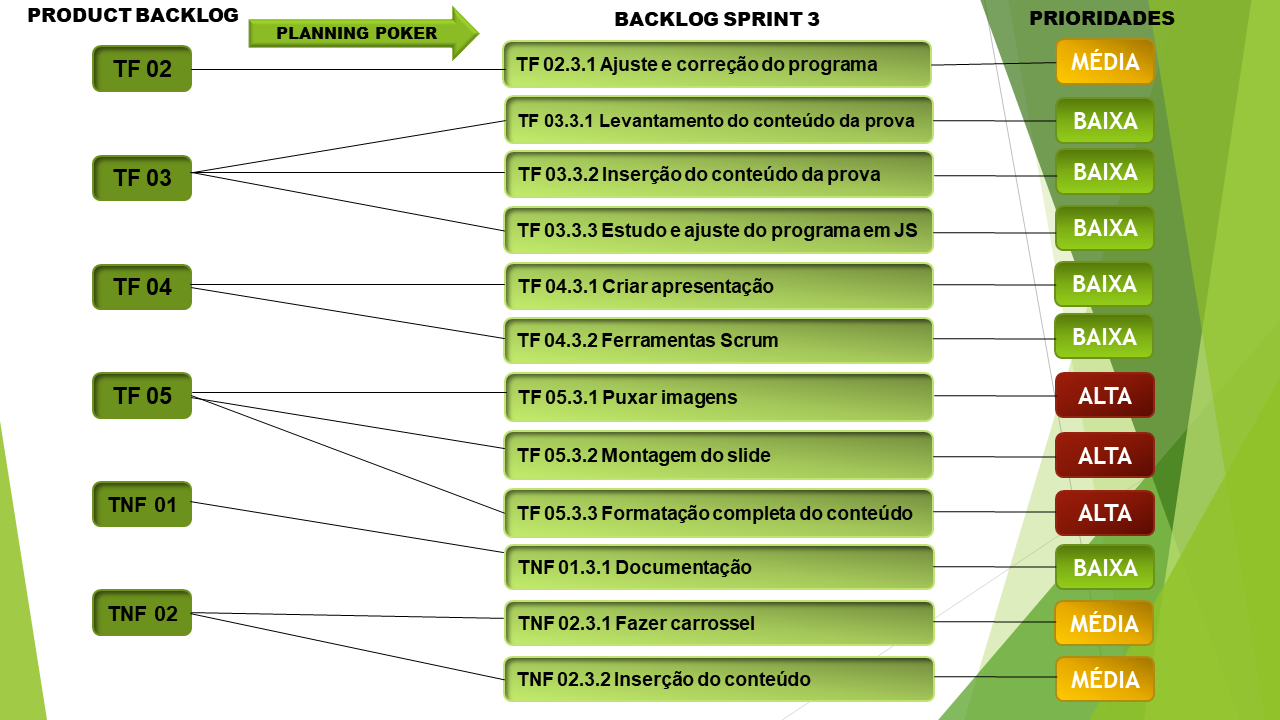 PRODUCT BACKLOG
PLANNING POKER
BACKLOG SPRINT 3
PRIORIDADES
TF 02
TF 02.3.1 Ajuste e correção do programa
MÉDIA
TF 03
TF 03.3.1 Levantamento do conteúdo da prova
BAIXA
TF 03.3.2 Inserção do conteúdo da prova
BAIXA
TF 03.3.3 Estudo e ajuste do programa em JS
BAIXA
TF 04
TF 04.3.1 Criar apresentação
BAIXA
TF 04.3.2 Ferramentas Scrum
BAIXA
TF 05
TF 05.3.1 Puxar imagens
ALTA
TF 05.3.2 Montagem do slide
ALTA
TF 05.3.3 Formatação completa do conteúdo
ALTA
TNF 01
TNF 01.3.1 Documentação
BAIXA
TNF 02
TNF 02.3.1 Fazer carrossel
MÉDIA
TNF 02.3.2 Inserção do conteúdo
MÉDIA